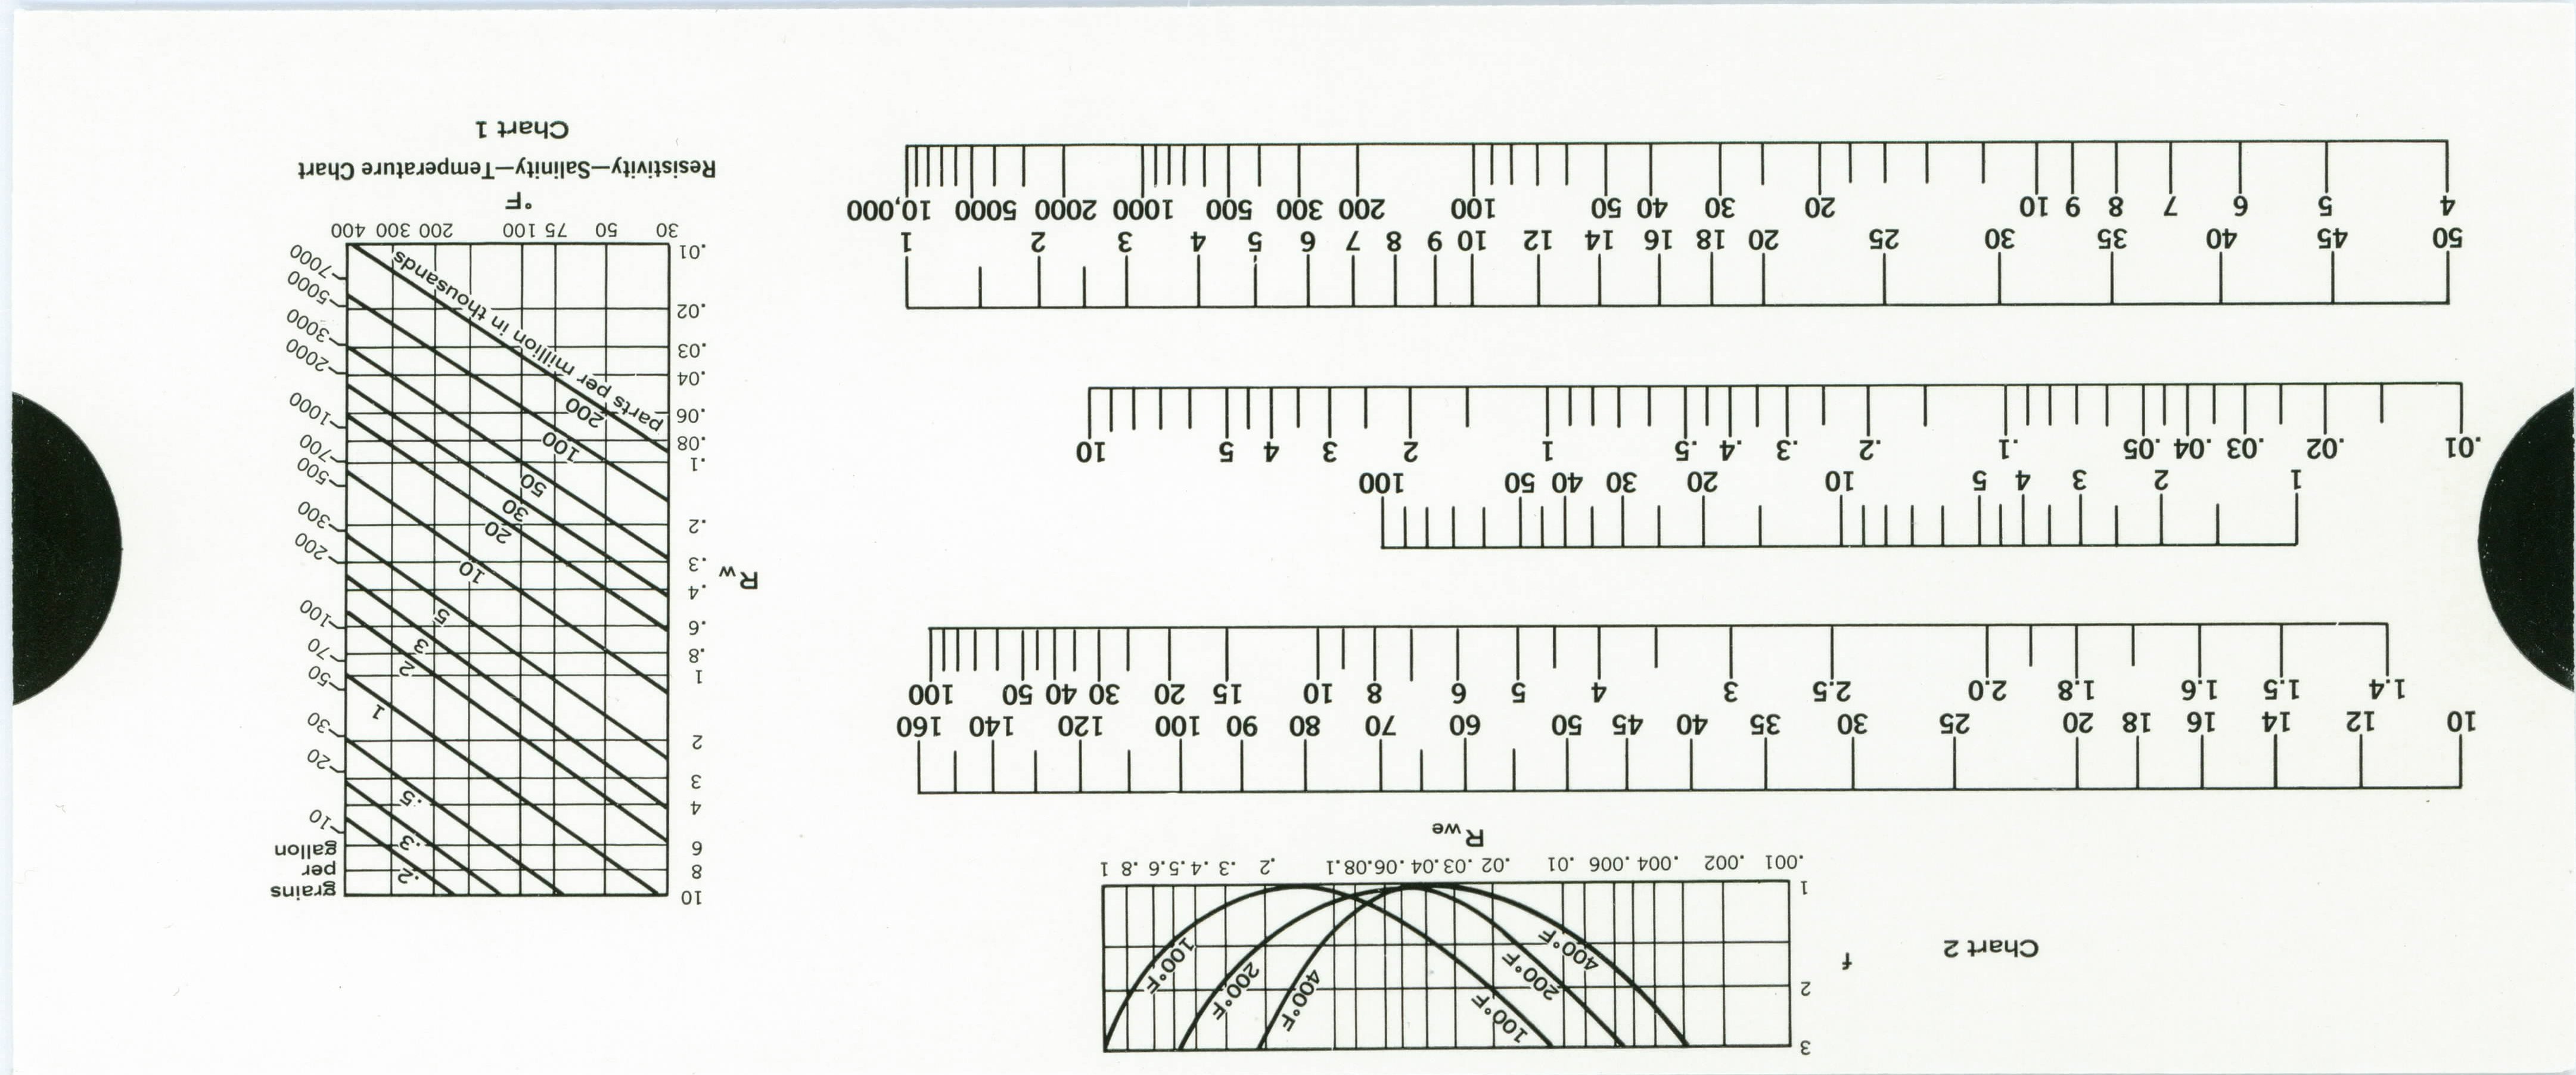 3
2
1
f
Chart 2
100°F
200°F
400°F
400°F
200°F
100°F
.001 .002 .004 .006 .01 .02 .03 .04 .06 .08 .1 .2 .3 .4 .5 .6 .8 1
Rwe
10 12 14 16 18 20 25 30 35 40 45 50 60 70 80 90 100 120 140 160
1.4 1.5 1.6 1.8 2.0 2.5 3 4 5 6 8 10 15 20 30 40 50 100
1 2 3 4 5 10 20 30 40 50 100
.01 .02 .03 .04 .05 .1 .2 .3 .4 .5 1 2 3 4 5 10
50 45 40 35 30 25 20 18 16 14 12 10 9 8 7 6 5 4 3 2 1
4 5 6 7 8 9 10 20 30 40 50 100 200 300 500 1000 2000 5000 10,000
10
8
6
4
3
2
1
.8
.6
.4
.3
.2
.1
.08
.06
.04
.03
.02
.01
Rw
.2
.3
.5
1
2
3
5
10
20
30
50
100
200
parts per million in thousands
grains
per
gallon
10
20
30
50
70
100
200
300
500
700
1000
2000
3000
5000
7000
30 50 75 100 200 300 400
°F
Resistivity—Salinity—Temperature Chart
Chart 1